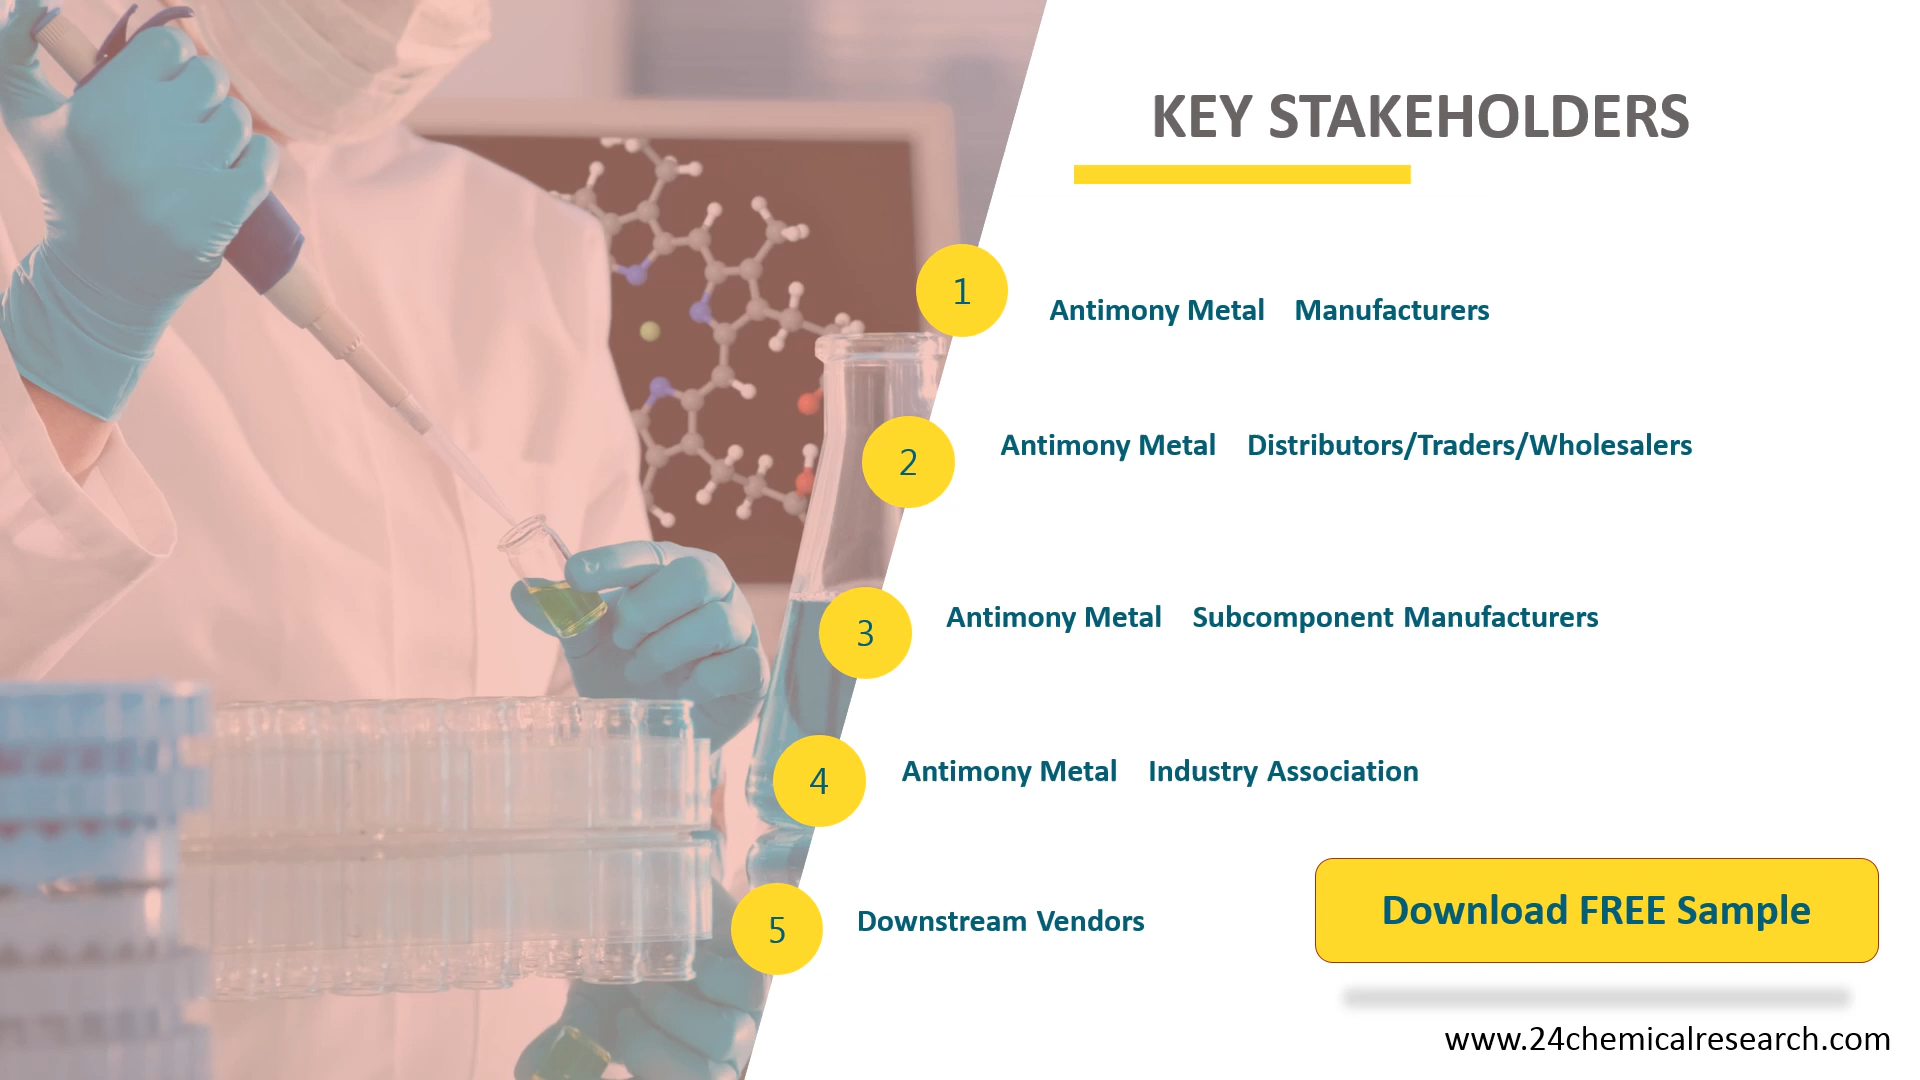 KEY STAKEHOLDERS
1
Antimony Metal Manufacturers
2
Antimony Metal Distributors/Traders/Wholesalers
3
Antimony Metal Subcomponent Manufacturers
4
Antimony Metal Industry Association
5
Downstream Vendors
Download FREE Sample
www.24chemicalresearch.com